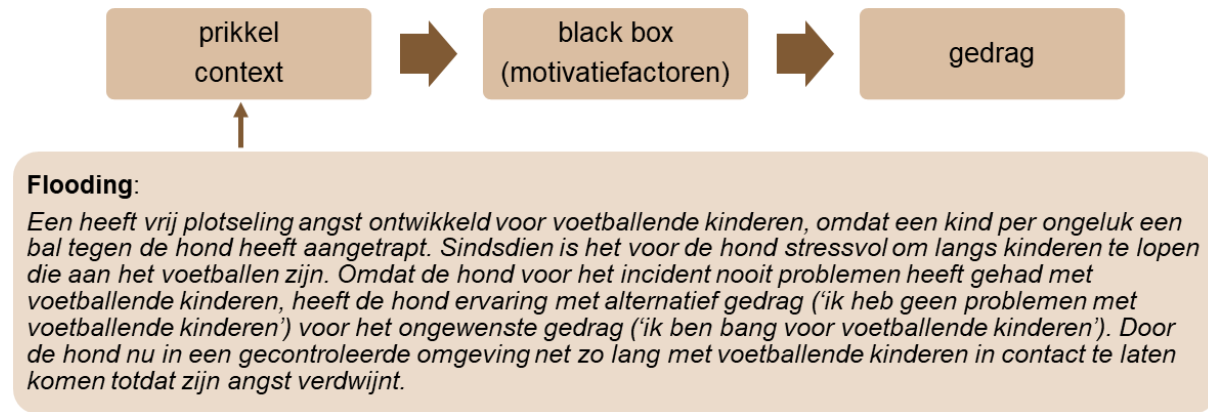 prikkel
context
black box
(motivatiefactoren)
gedrag
Flooding:
Een heeft vrij plotseling angst ontwikkeld voor voetballende kinderen, omdat een kind per ongeluk een
bal tegen de hond heeft aangetrapt. Sindsdien is het voor de hond stressvol om langs kinderen te lopen
die aan het voetballen zijn. Omdat de hond voor het incident nooit problemen heeft gehad met
voetballende kinderen, heeft de hond ervaring met alternatief gedrag (‘ik heb geen problemen met
voetballende kinderen’) voor het ongewenste gedrag (‘ik ben bang voor voetballende kinderen’). Door
de hond nu in een gecontroleerde omgeving net zo lang met voetballende kinderen in contact te laten
komen totdat zijn angst verdwijnt.